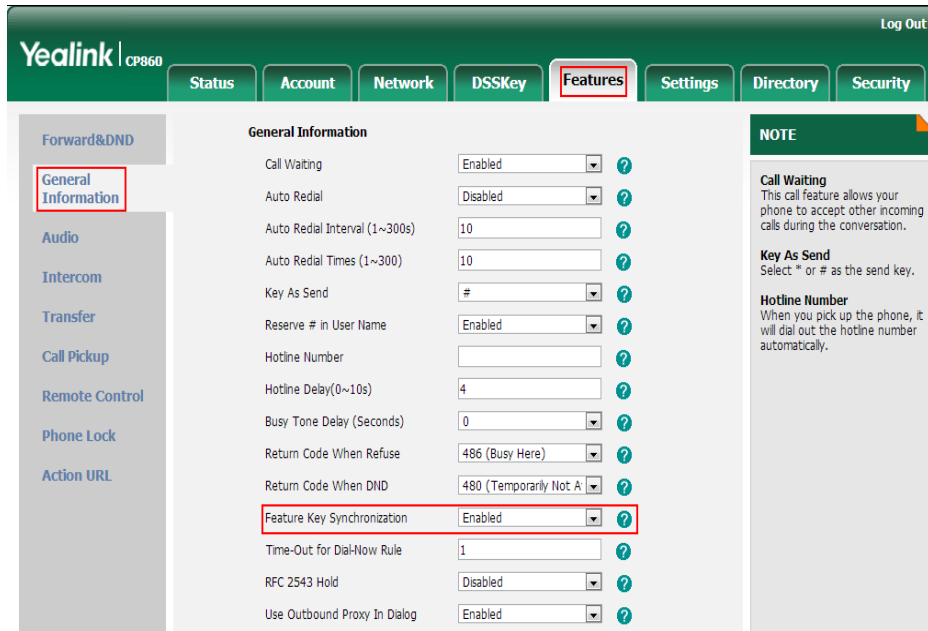 Log Out
Yealink CP860
Status Account Network DSSKey Features Settings Directory Security
Forward&DND
General
Information
Audio
Intercom
Transfer
Call Pickup
Remote Control
Phone Lock
Action URL
General Information
Call Waiting Enabled ?
Auto Redial Disabled ?
Auto Redial Interval (1~300s) 10 ?
Auto Redial Times (1~300) 10 ?
Key As Send # ?
Reserve # in User Name Enabled ?
Hotline Number ?
Hotline Delay(0~10s) 4 ?
Busy Tone Delay (Seconds) 0 ?
Return Code When Refuse 486 (Busy Here) ?
Return Code When DND 480 (Temporarily Not A ?
Feature Key Synchronization Enabled ?
Time-Out for Dial-Now Rule 1 ?
RFC 2543 Hold Disabled ?
Use Outbound Proxy In Dialog Enabled ?
NOTE
Call Waiting
This call feature allows your
phone to accept other incoming
calls during the conversation.
Key As Send
Select * or # as the send key.
Hotline Number
When you pick up the phone, it
will dial out the hotline number
automatically.